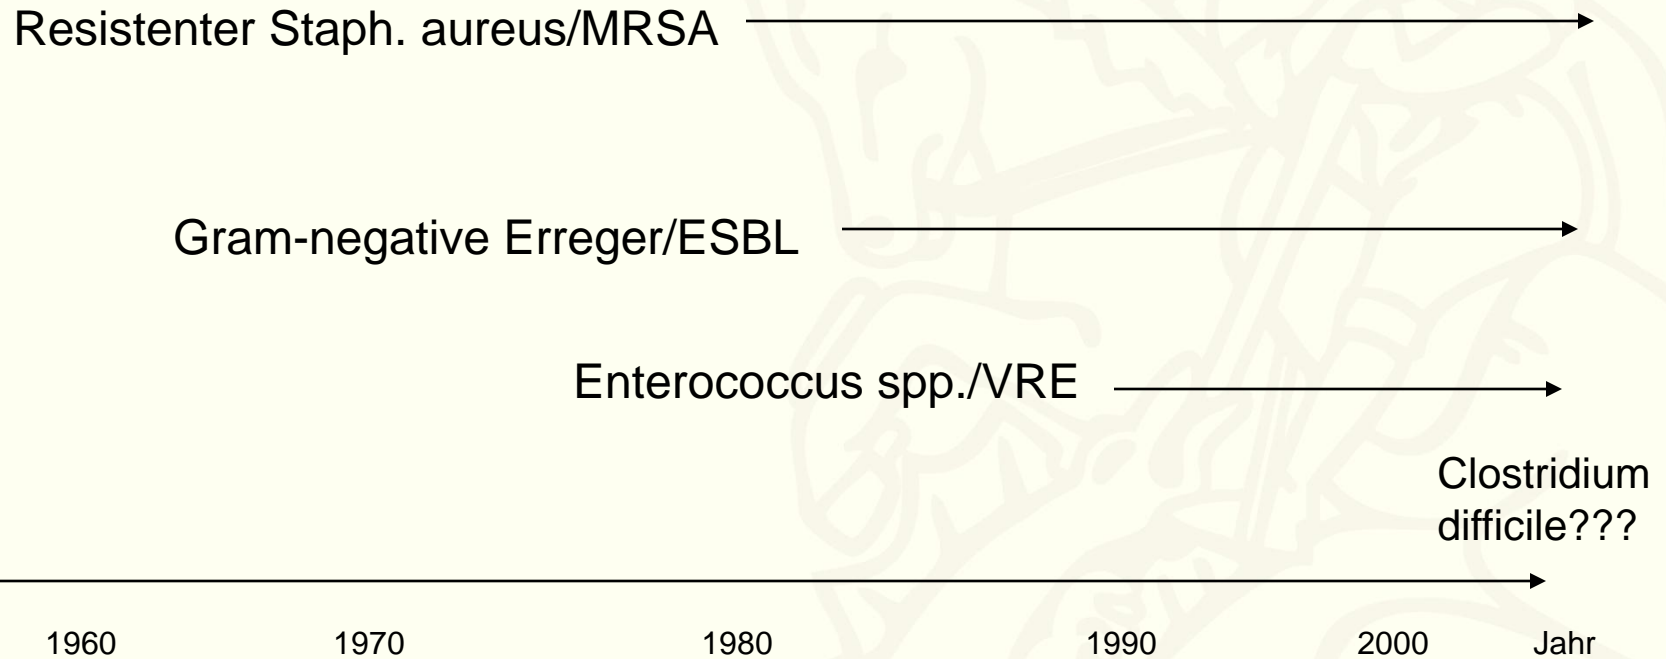 Resistenter Staph. aureus/MRSA
Gram-negative Erreger/ESBL
Enterococcus spp./VRE
Clostridium
difficile???
1960 1970 1980 1990 2000 Jahr